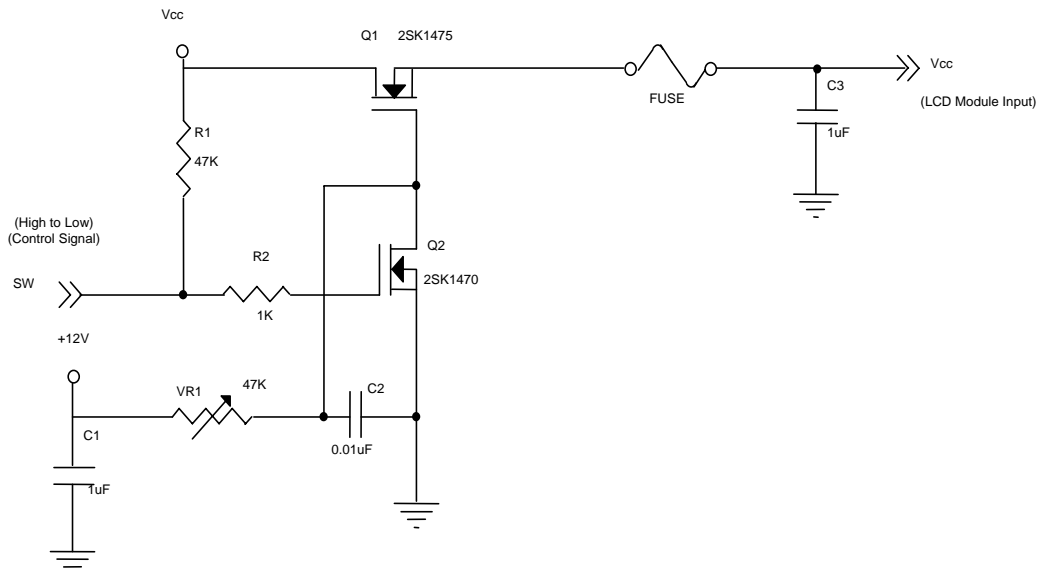 Vcc
Q1 2SK1475
Vcc
FUSE
C3
(LCD Module Input)
R1
1uF
47K
(High to Low)
(Control Signal)
Q2
R2
SW
2SK1470
1K
+12V
47K
VR1
C2
C1
0.01uF
1uF